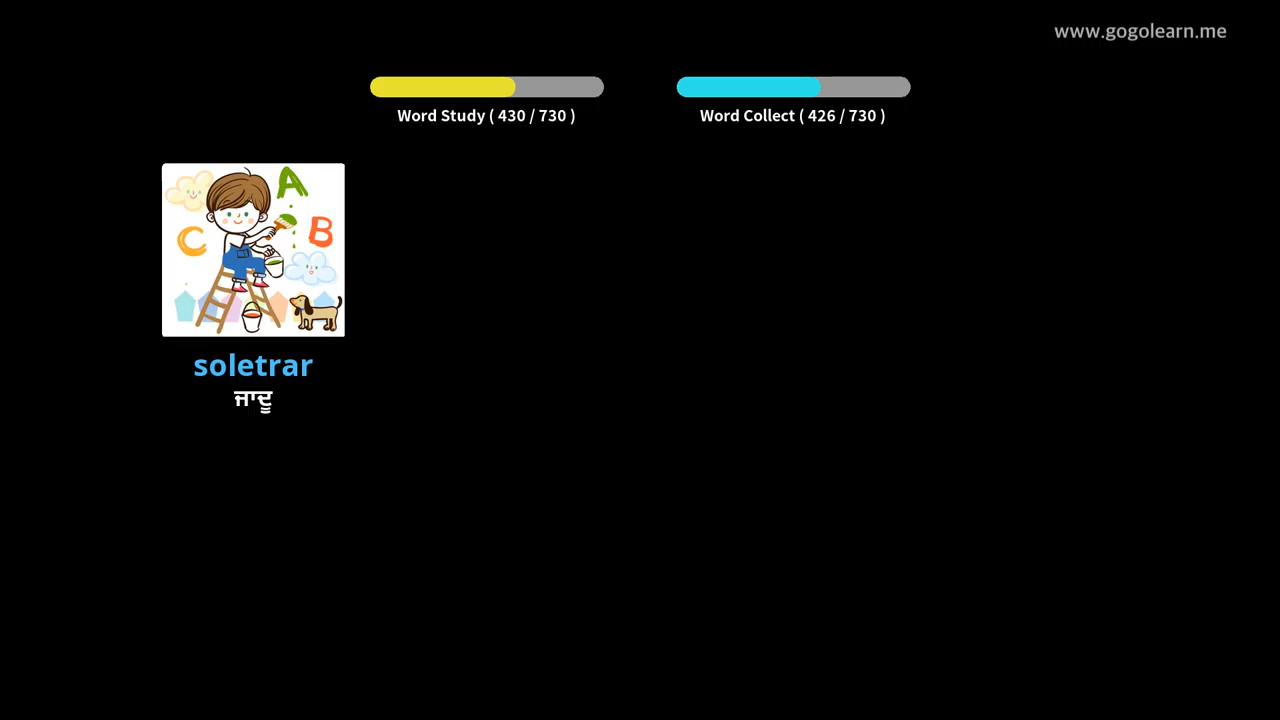 www.gogolearn.me
Word Study ( 430 / 730 )
Word Collect ( 426 / 730 )
A
B
C
soletrar
ਜਾਦੂ